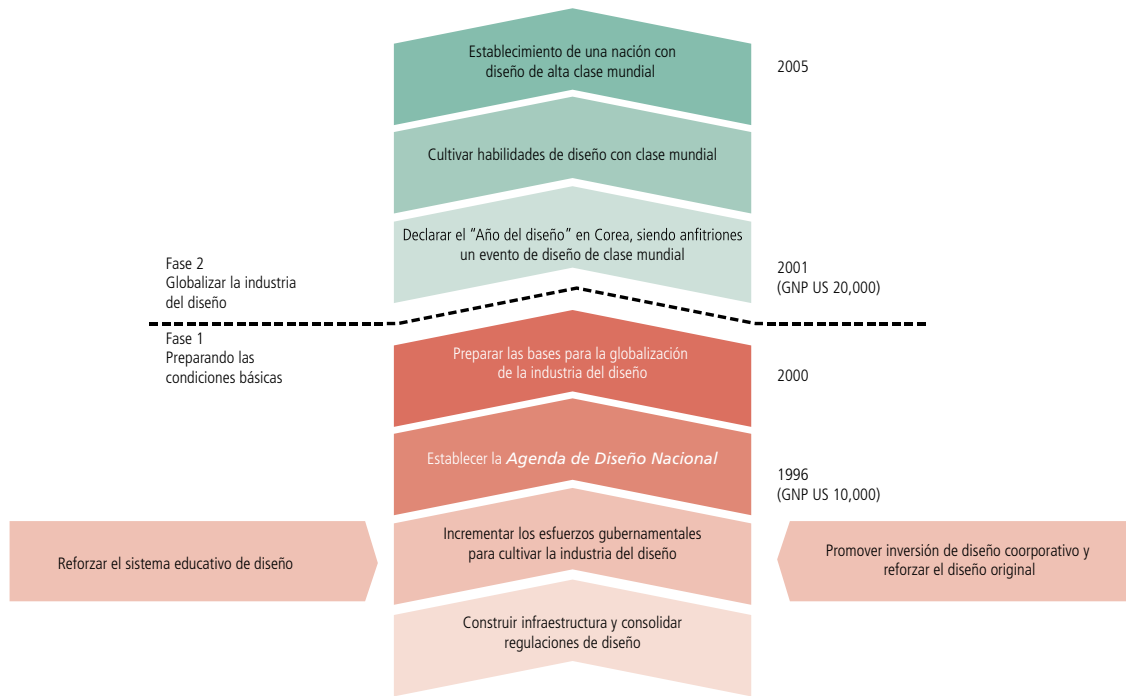 Establecimiento de una nación con
diseño de alta clase mundial
2005
Cultivar habilidades de diseño con clase mundial
Declarar el “Año del diseño” en Corea, siendo anfitriones
un evento de diseño de clase mundial
2001
(GNP US 20,000)
Fase 2
Globalizar la industria
del diseño
Fase 1
Preparando las
condiciones básicas
Preparar las bases para la globalización
de la industria del diseño
2000
Establecer la Agenda de Diseño Nacional
1996
(GNP US 10,000)
Reforzar el sistema educativo de diseño
Incrementar los esfuerzos gubernamentales
para cultivar la industria del diseño
Promover inversión de diseño coorporativo y
reforzar el diseño original
Construir infraestructura y consolidar
regulaciones de diseño